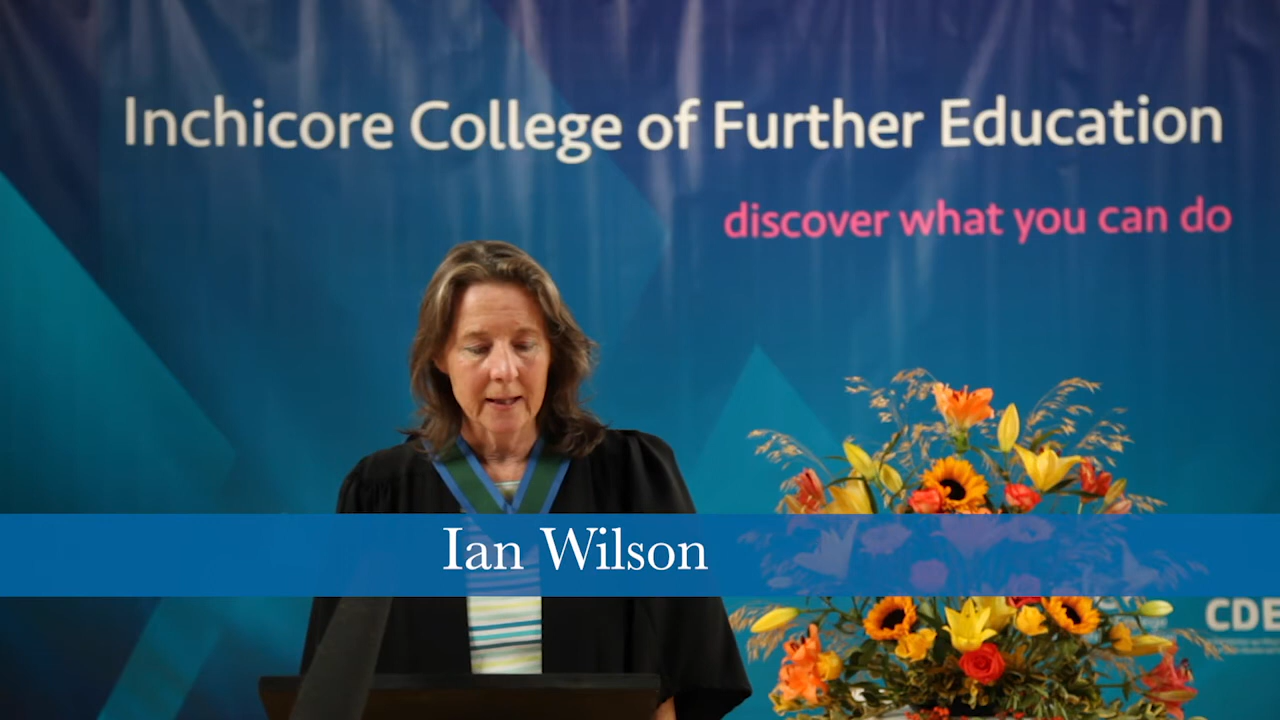 Inchicore College of Further Education
discover what you can do
Ian Wilson
CDE